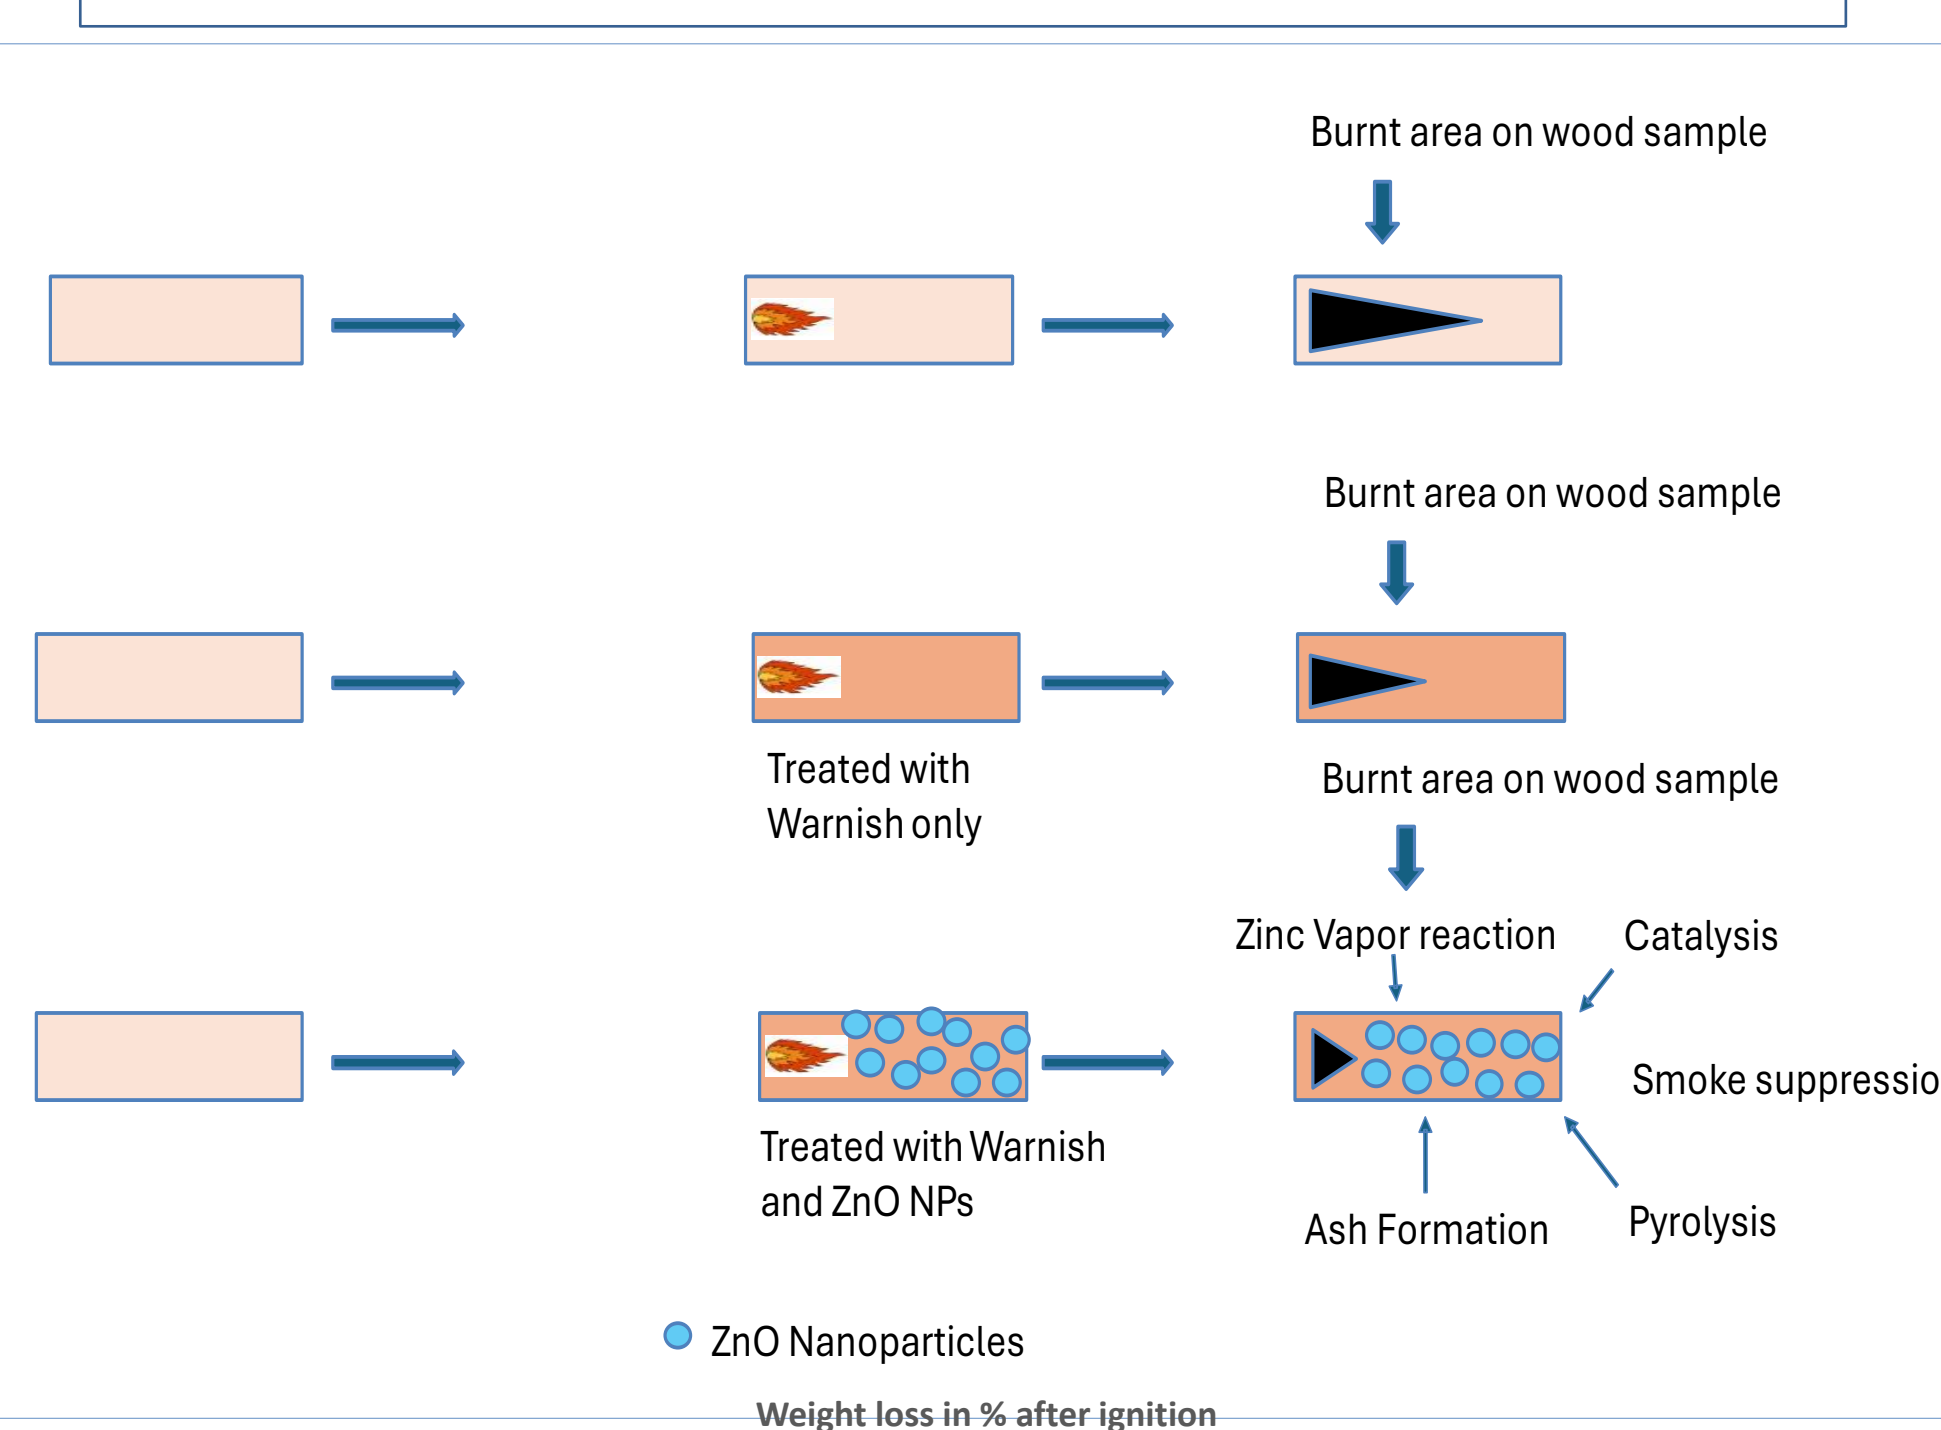 Burnt area on wood sample
Burnt area on wood sample
Treated with
Warnish only
Burnt area on wood sample
Zinc Vapor reaction
Catalysis
Smoke suppressio
Treated with Warnish
and ZnO NPs
Ash Formation
Pyrolysis
ZnO Nanoparticles
Weight loss in % after ignition